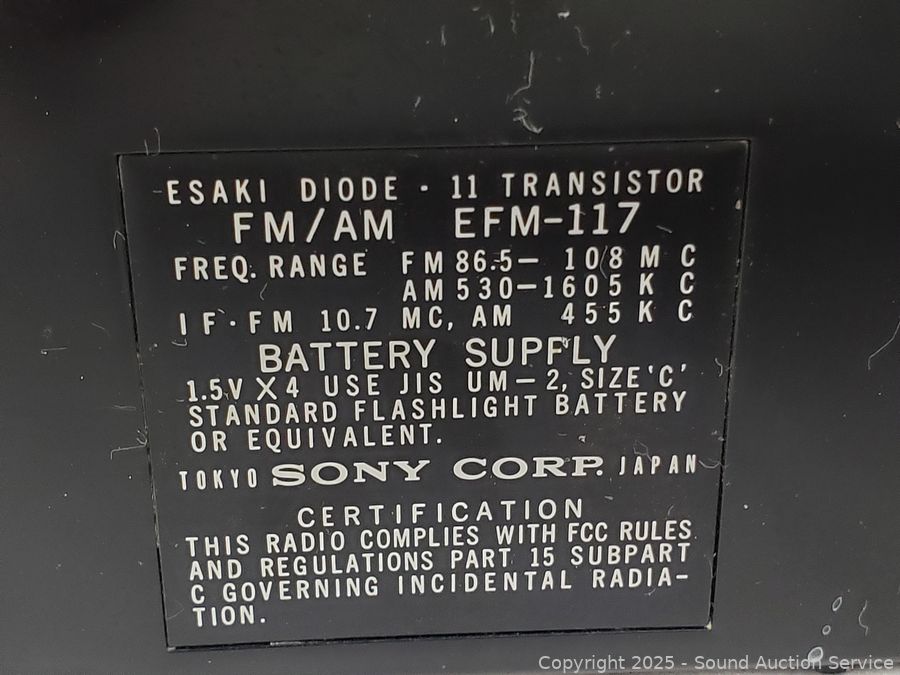 ESAKI DIODE · 11 TRANSISTOR
FM/AM EFM-117
FREQ. RANGE FM 86.5— 108 M C
AM 530—1605 K C
I F · FM 10.7 MC, AM 455 K C
BATTERY SUPPLY
1.5V X 4 USE JIS UM — 2, SIZE 'C'
STANDARD FLASHLIGHT BATTERY
OR EQUIVALENT.
TOKYO SONY CORP. JAPAN
CERTIFICATION
THIS RADIO COMPLIES WITH FCC RULES
AND REGULATIONS PART 15 SUBPART
C GOVERNING INCIDENTAL RADIA-
TION.
Copyright 2025 - Sound Auction Service